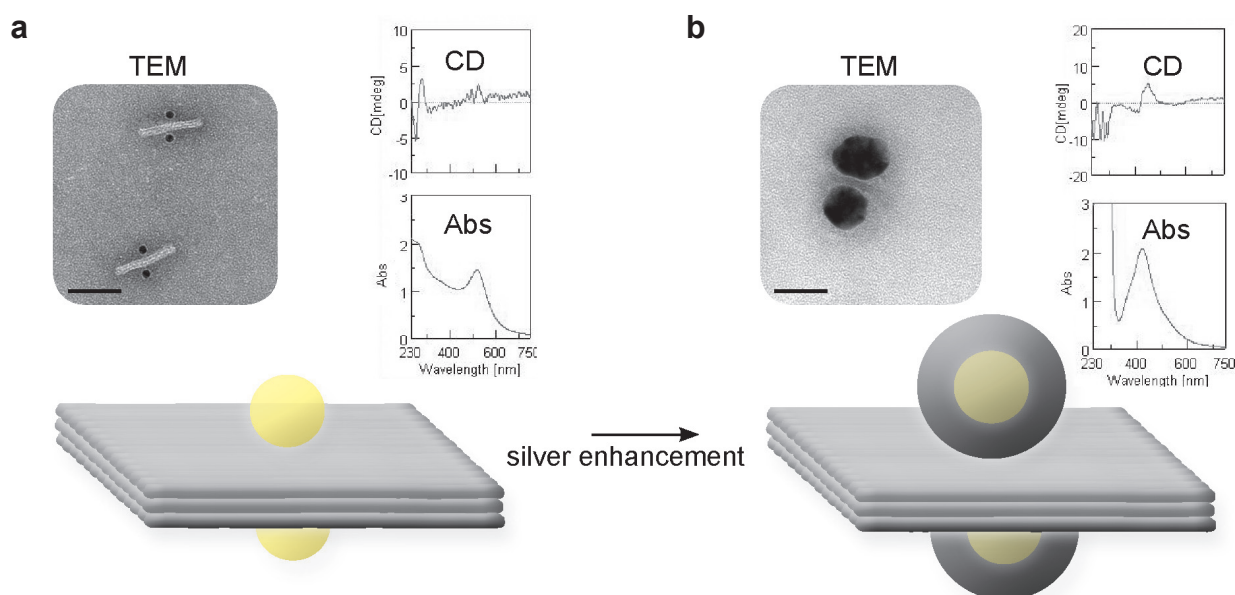 a
TEM
CD
CD[mdeg]
10
5
0
-5
-10
Abs
Abs
3
2
1
0
230 400 600 750
Wavelength [nm]
silver enhancement
b
TEM
CD
CD[mdeg]
20
10
0
-10
-20
Abs
Abs
3
2
1
0
230 400 600 750
Wavelength [nm]